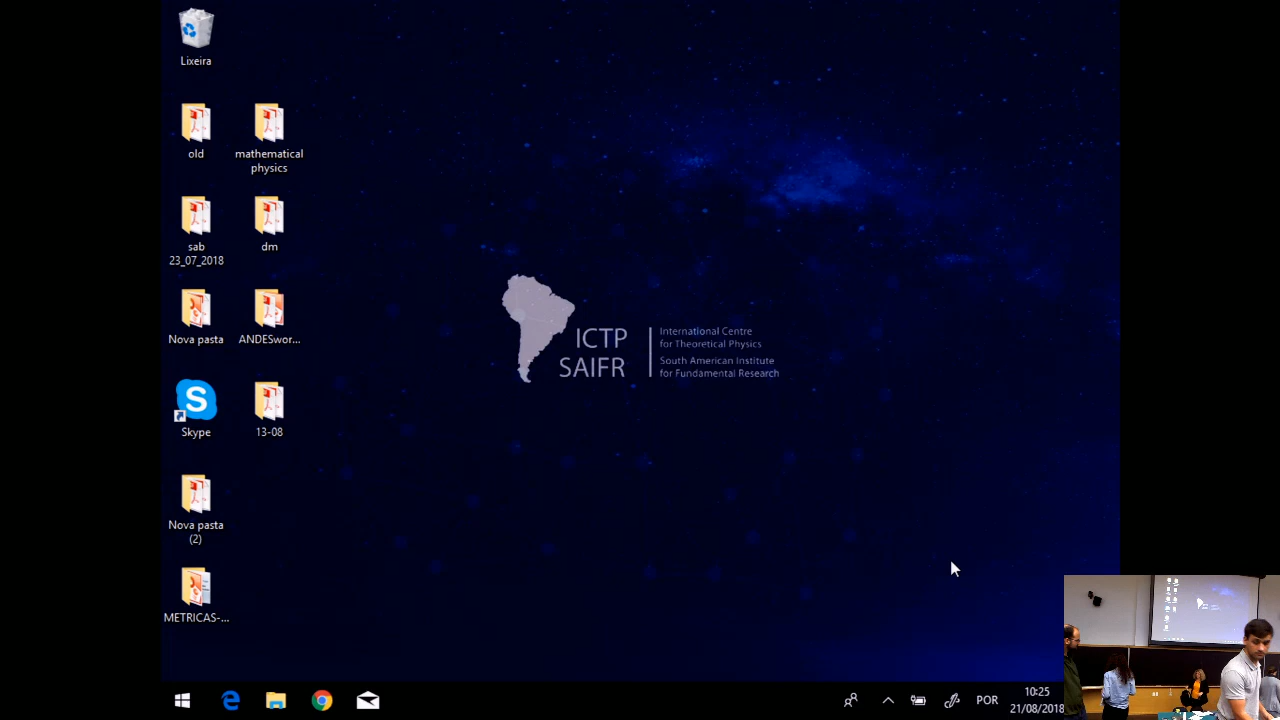 Lixeira
old
mathematical
physics
sab
23_07_2018
dm
Nova pasta
ANDESwor...
Skype
13-08
Nova pasta
(2)
METRICAS-...
ICTP
SAIFR
International Centre
for Theoretical Physics
South American Institute
for Fundamental Research
POR
10:25
21/08/2018